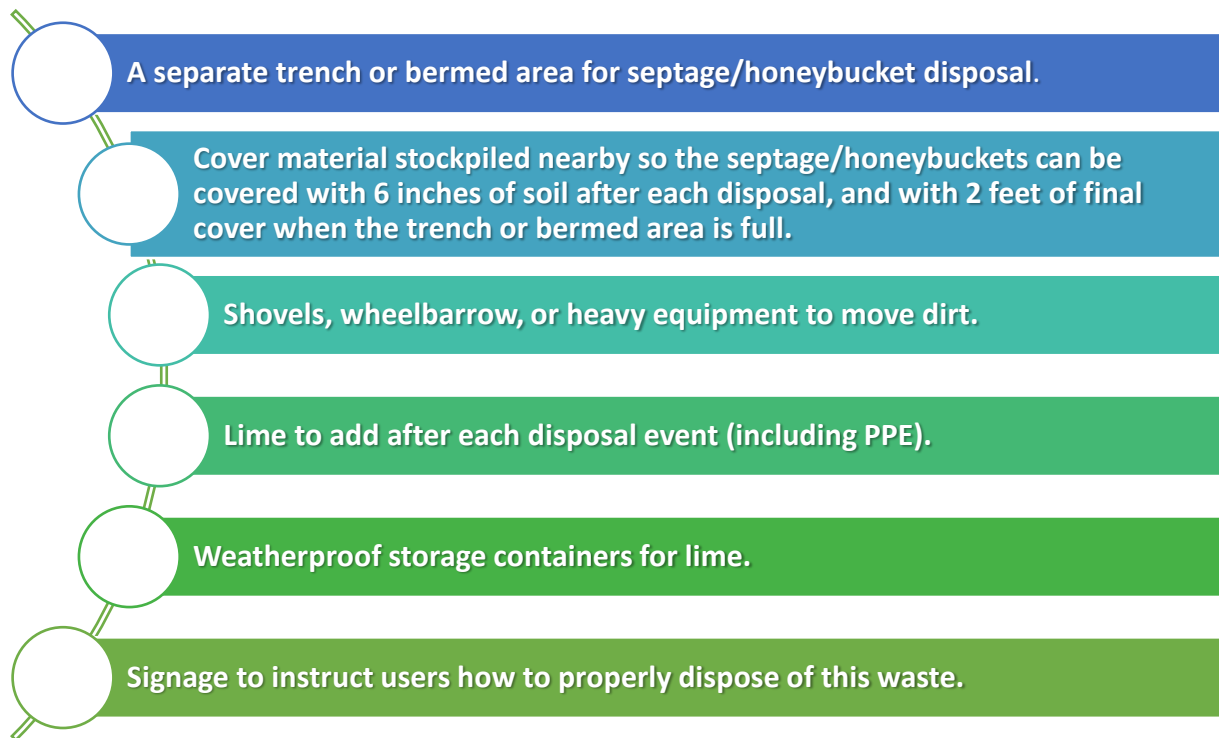 A separate trench or bermed area for septage/honeybucket disposal.
Cover material stockpiled nearby so the septage/honeybuckets can be
covered with 6 inches of soil after each disposal, and with 2 feet of final
cover when the trench or bermed area is full.
Shovels, wheelbarrow, or heavy equipment to move dirt.
Lime to add after each disposal event (including PPE).
Weatherproof storage containers for lime.
Signage to instruct users how to properly dispose of this waste.